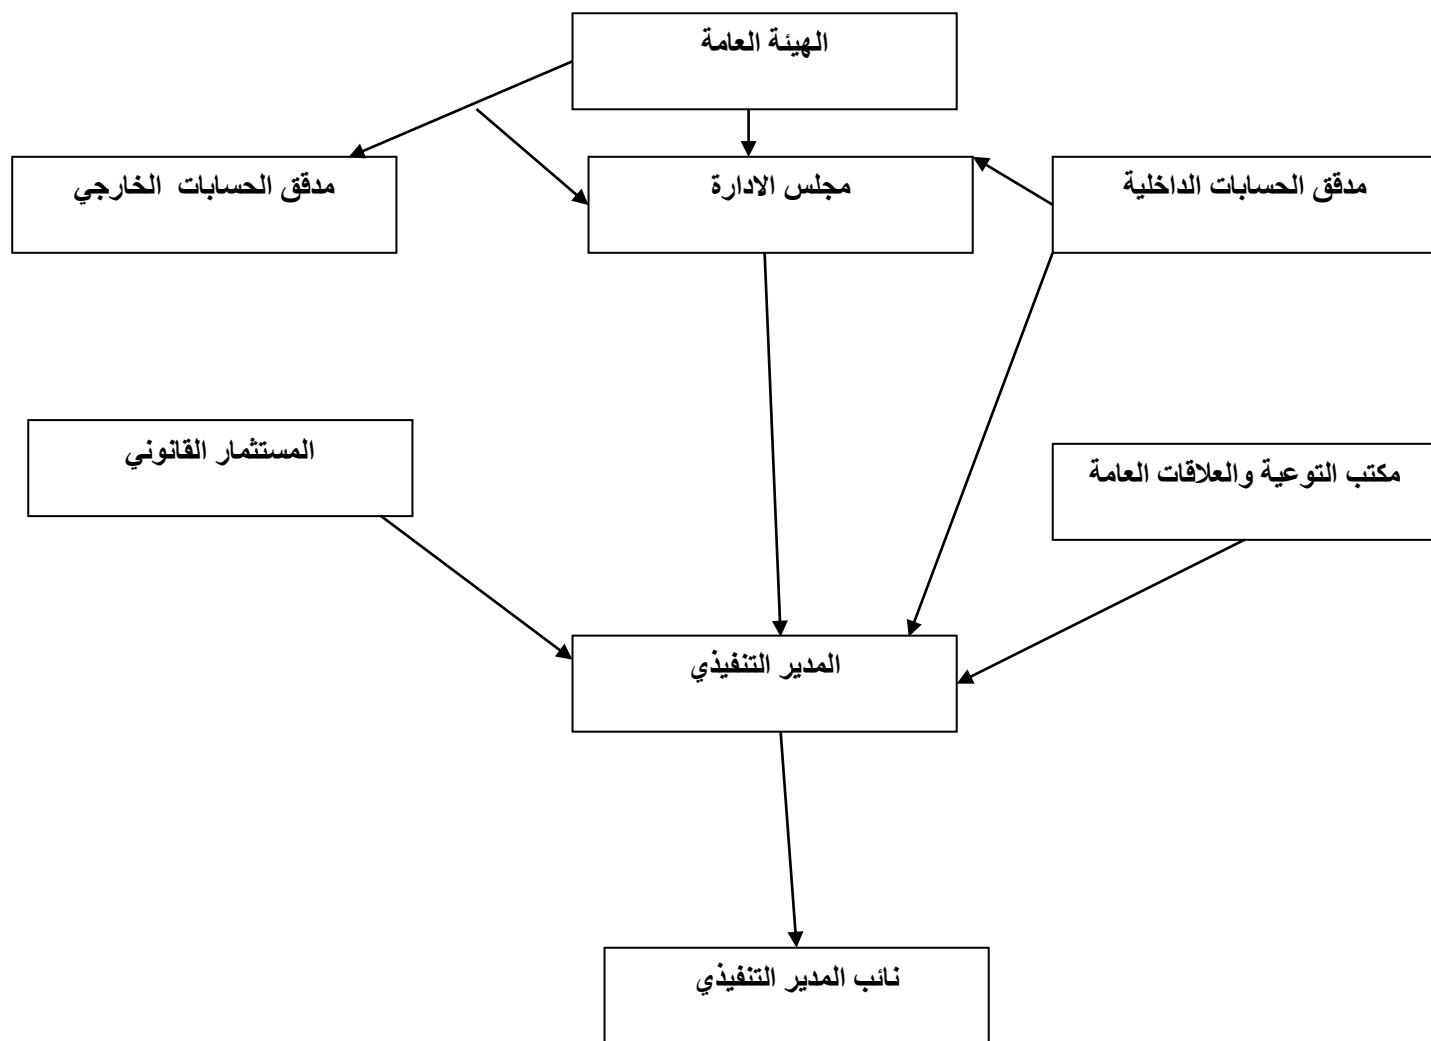 الهيئة العامة
مدقق الحسابات الداخلية
مجلس الادارة
مدقق الحسابات الخارجي
مكتب التوعية والعلاقات العامة
المستثمار القانوني
المدير التنفيذي
نائب المدير التنفيذي